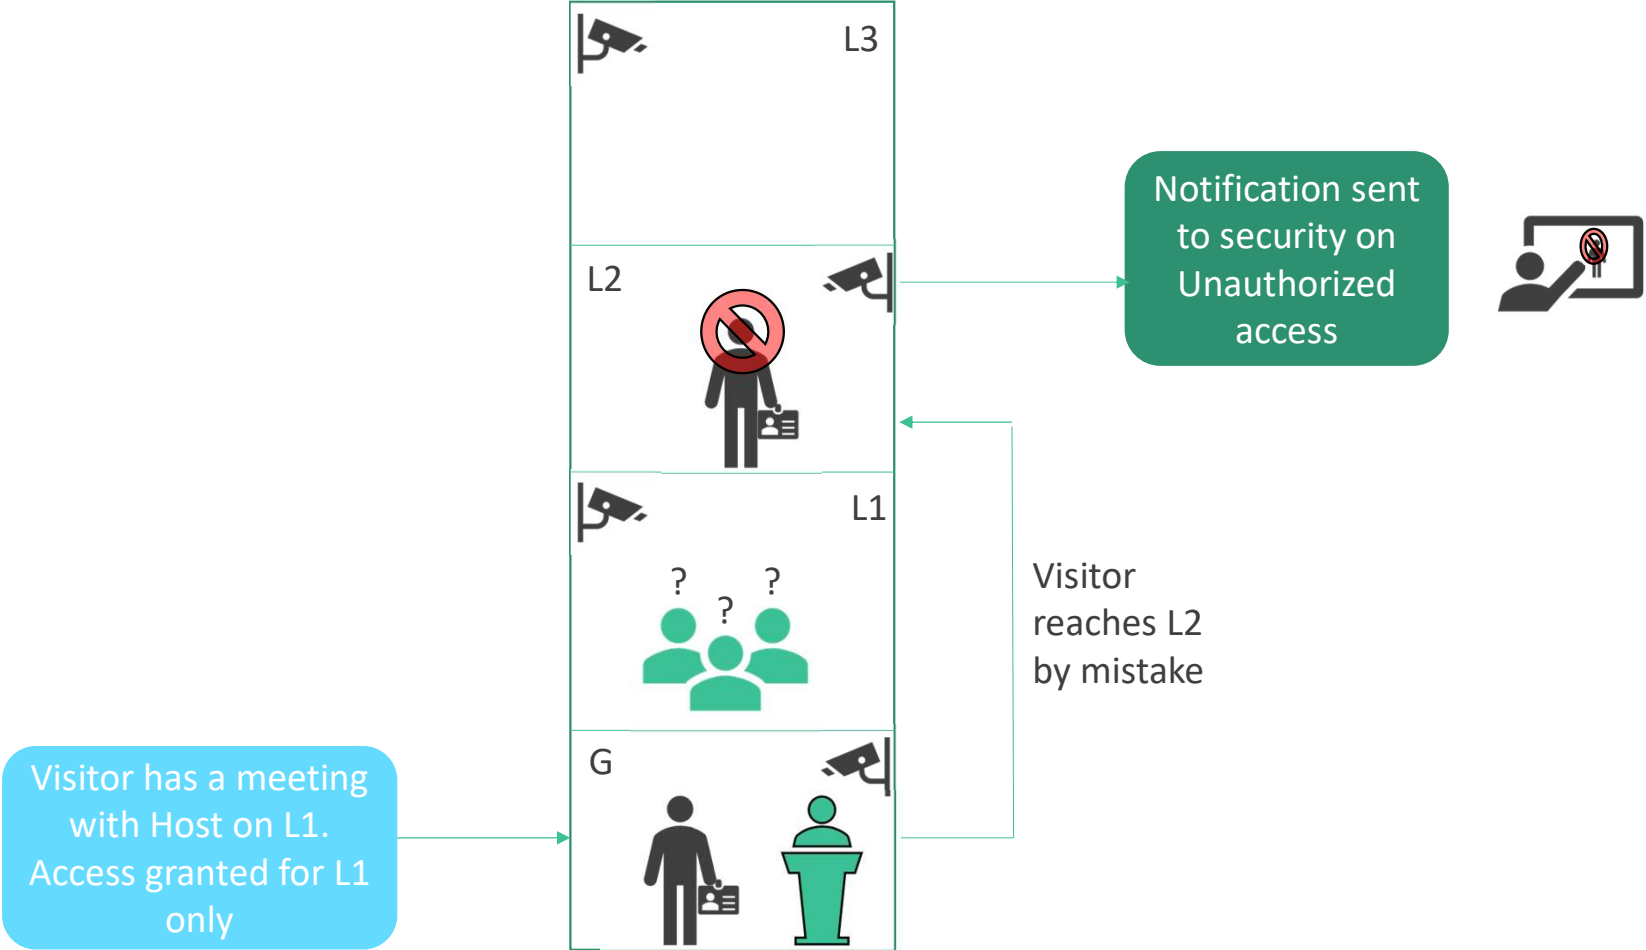 L3
Notification sent
to security on
Unauthorized
access
L2
L1
? ?
?
Visitor
reaches L2
by mistake
G
Visitor has a meeting
with Host on L1.
Access granted for L1
only